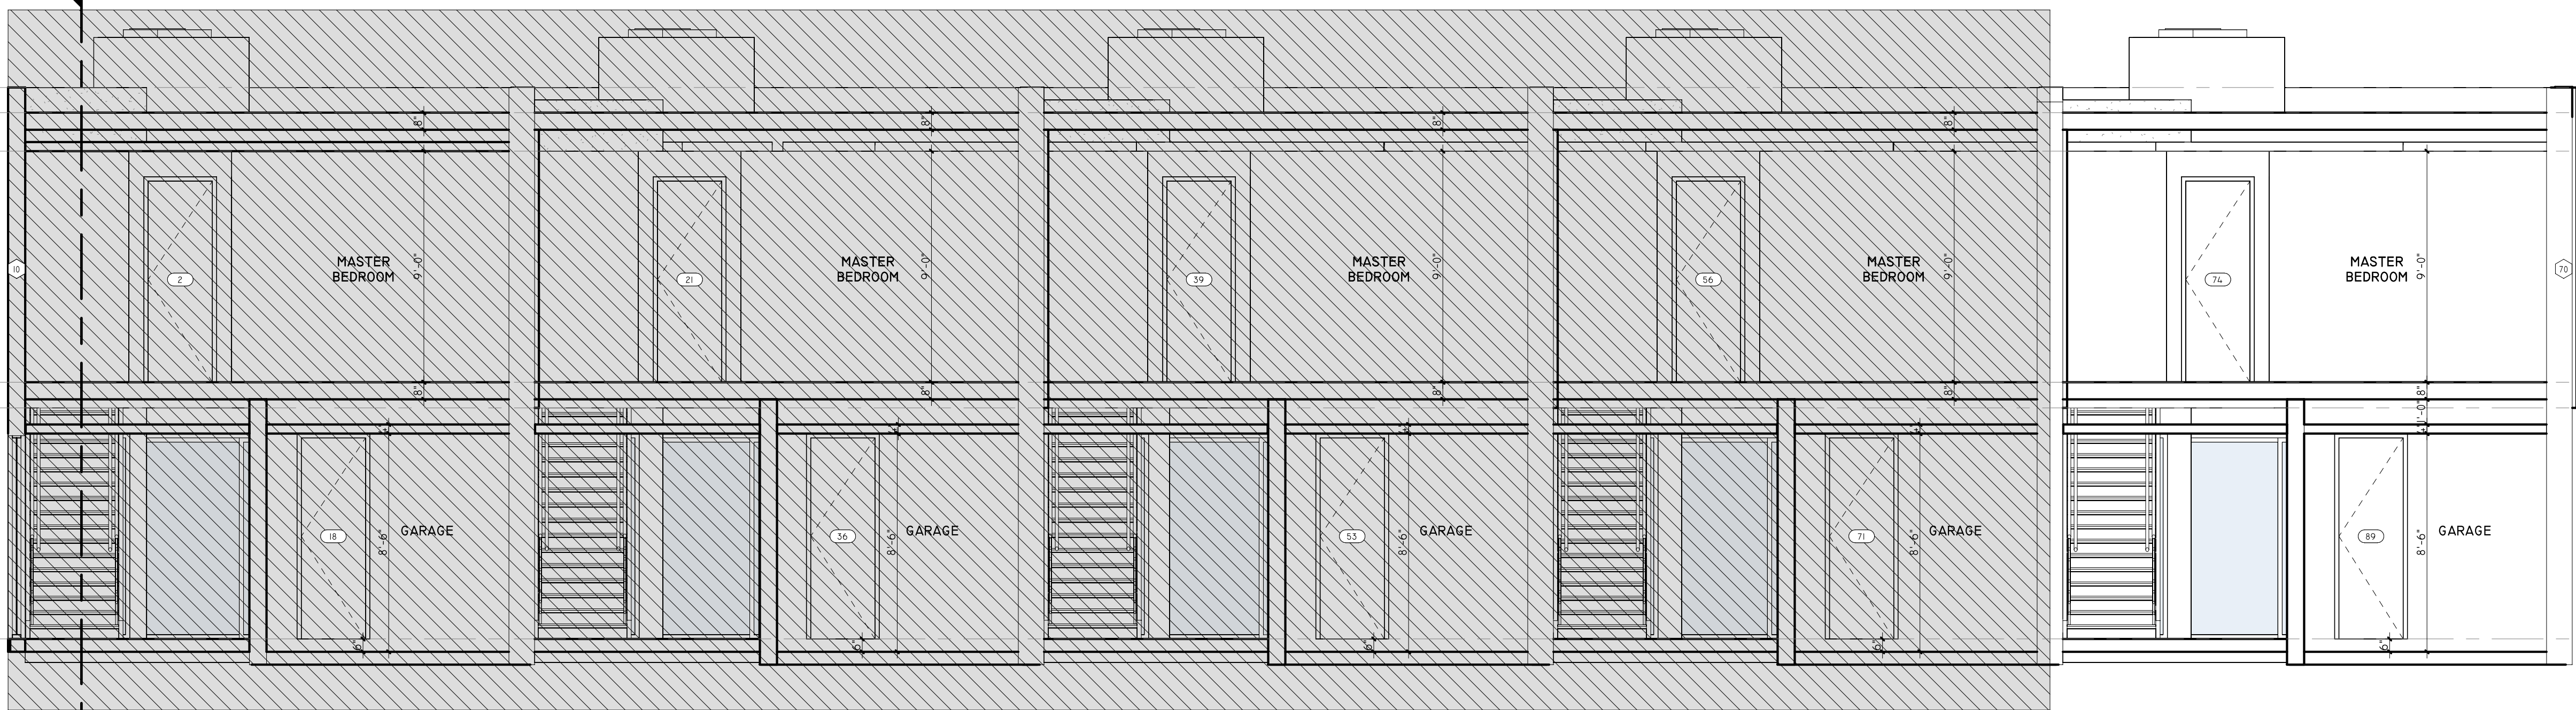 8"
8"
8"
8"
10
2
MASTER
BEDROOM
9'-0"
21
MASTER
BEDROOM
9'-0"
39
MASTER
BEDROOM
9'-0"
56
MASTER
BEDROOM
9'-0"
74
MASTER
BEDROOM
9'-0"
70
8"
8"
8"
8"
8"
1'-0"
18
8'-6"
GARAGE
36
8'-6"
GARAGE
53
8'-6"
GARAGE
71
8'-6"
GARAGE
89
8'-6"
GARAGE
6"
6"
6"
6"
6"